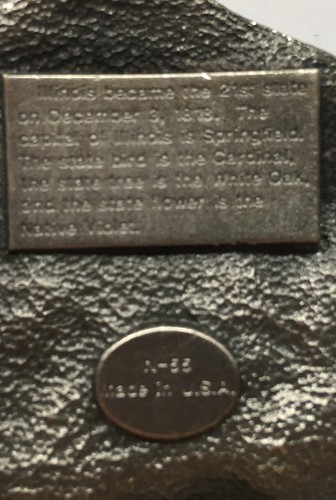 Illinois became the 21st state
on December 3, 1818. The
capital of Illinois is Springfield.
The state bird is the Cardinal,
the state tree is the White Oak,
and the state flower is the
Native Violet.
N-55
Made in U.S.A.